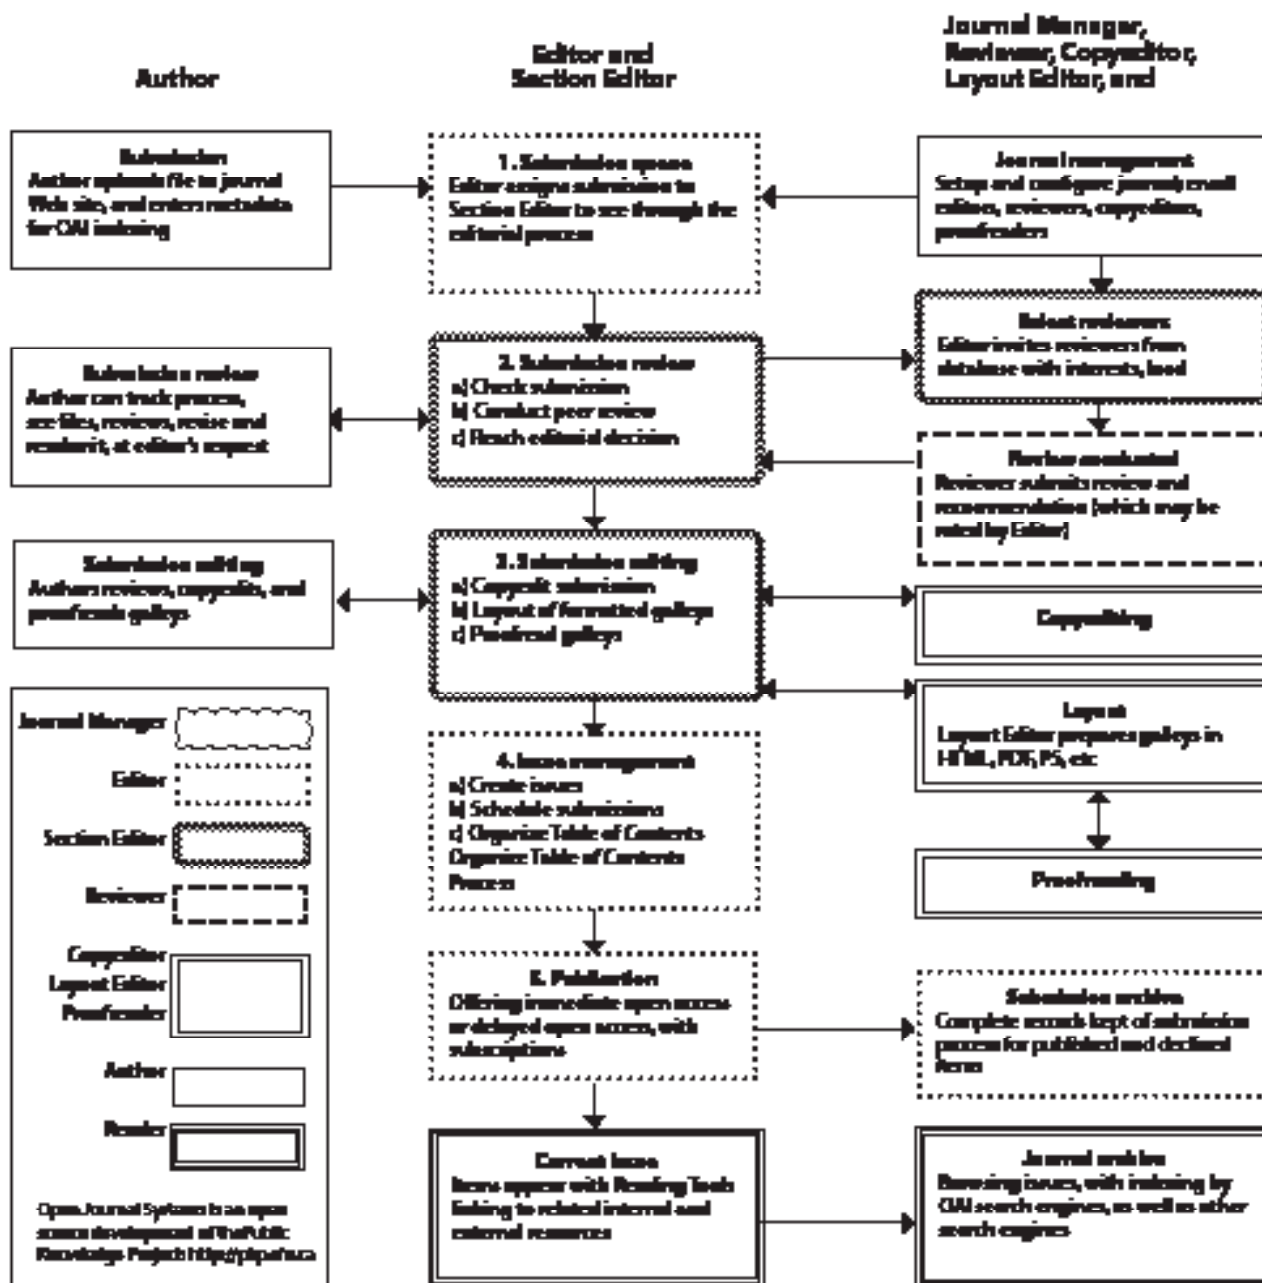 Author
Editor and
Section Editor
Journal Manager,
Reviewer, Copyeditor,
Layout Editor, and
Submission
Author uploads file to journal
Web site, and enters metadata
for OAI indexing
1. Submission queue
Editor assigns submission to
Section Editor to see through the
editorial process
Journal management
Setup and configure journal; enroll
editors, reviewers, copyeditors,
proofreaders
Submission review
Author can track process,
see files, reviews, revise and
resubmit, at editor's request
2. Submission review
a) Check submission
b) Conduct peer review
c) Reach editorial decision
Select reviewers
Editor invites reviewers from
database with interests, load
Review conducted
Reviewer submits review and
recommendation (which may be
rated by Editor)
Submission editing
Authors reviews, copyedits, and
proofreads galleys
3. Submission editing
a) Copyedit submission
b) Layout of formatted galleys
c) Proofread galleys
Copyediting
Layout
Layout Editor prepares galleys in
HTML, PDF, PS, etc
Proofreading
4. Issue management
a) Create issues
b) Schedule submissions
c) Organize Table of Contents
Organize Table of Contents
Process
5. Publication
Offering immediate open access
or delayed open access, with
subscriptions
Submission archive
Complete records kept of submission
process for published and declined
Current Issue
Items appear with Reading Tools
linking to related internal and
external resources
Journal archive
Browsing issues, with indexing by
OAI search engines, as well as other
search engines
Journal Manager
Editor
Section Editor
Reviewer
Copyeditor
Layout Editor
Proofreader
Author
Reader
Open Journal Systems is an open
source development of the Public
Knowledge Project: